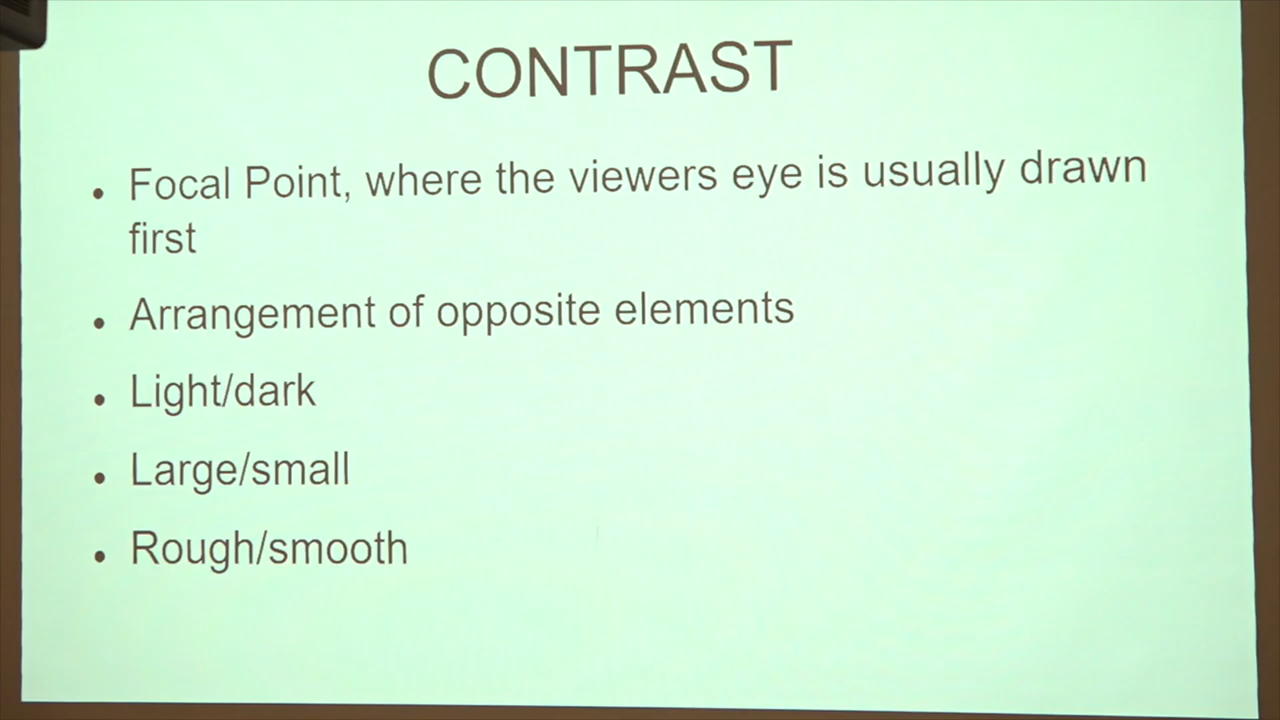 CONTRAST
• Focal Point, where the viewers eye is usually drawn
first
• Arrangement of opposite elements
• Light/dark
• Large/small
• Rough/smooth